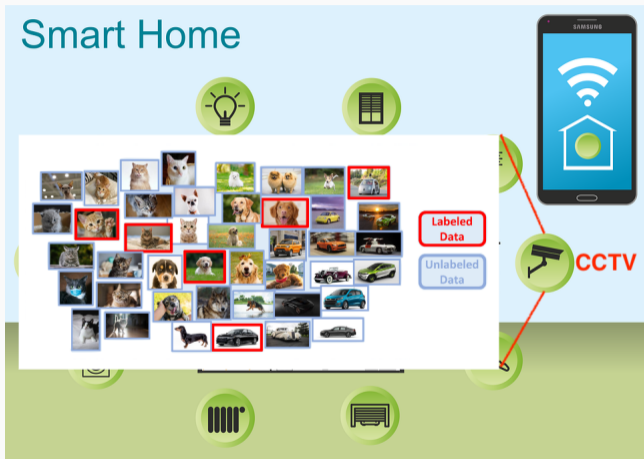 Smart Home
SAMSUNG
Labeled
Data
Unlabeled
Data
CCTV